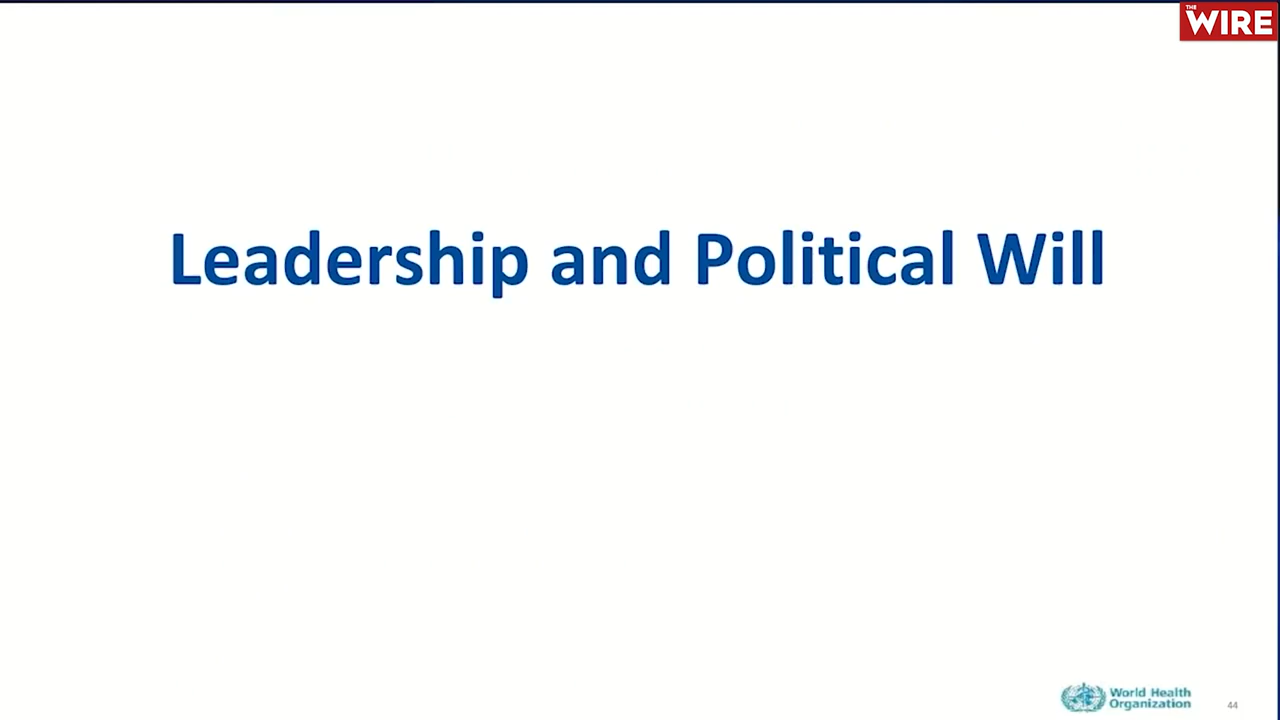 THE
WIRE
Leadership and Political Will
World Health
Organization
44